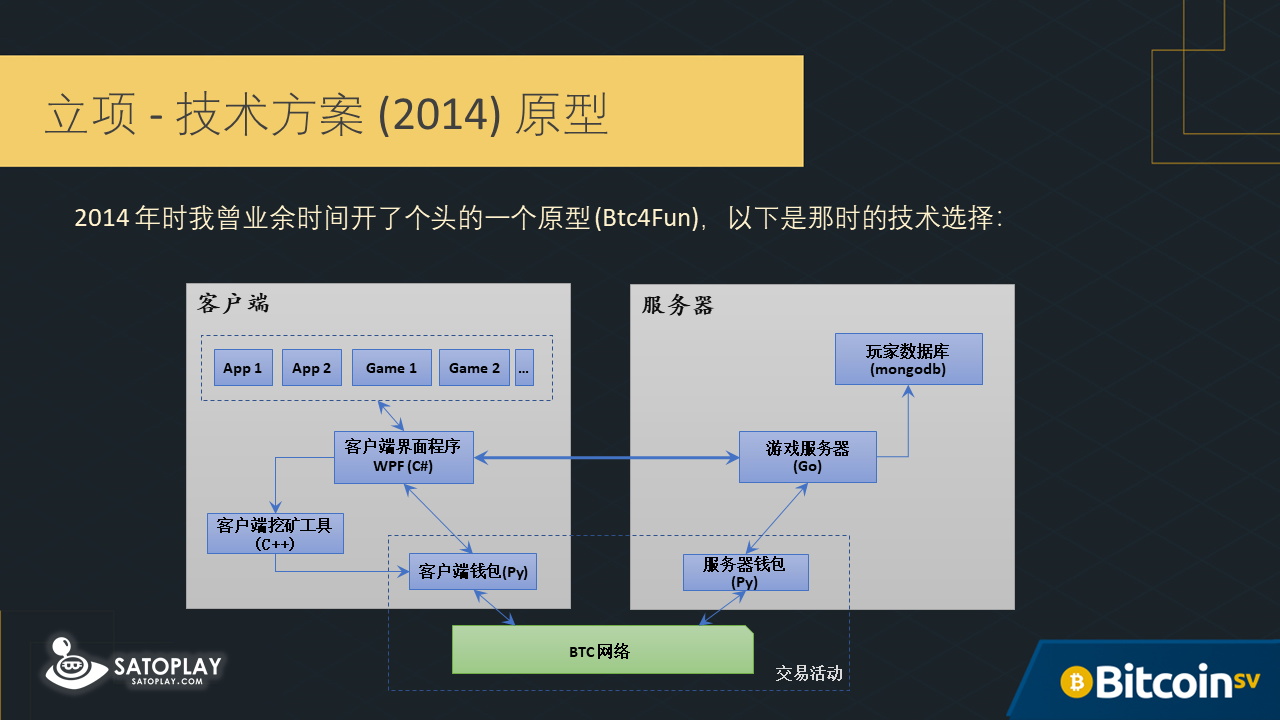 立项 - 技术方案 (2014) 原型
2014 年时我曾业余时间开了个头的一个原型 (Btc4Fun)，以下是那时的技术选择：
客户端
App 1
App 2
Game 1
Game 2
...
客户端界面程序
WPF (C#)
客户端挖矿工具
(C++)
客户端钱包(Py)
服务器
玩家数据库
(mongodb)
游戏服务器
(Go)
服务器钱包
(Py)
BTC 网络
交易活动
SATOPLAY
SATOPLAY.COM
Bitcoin SV